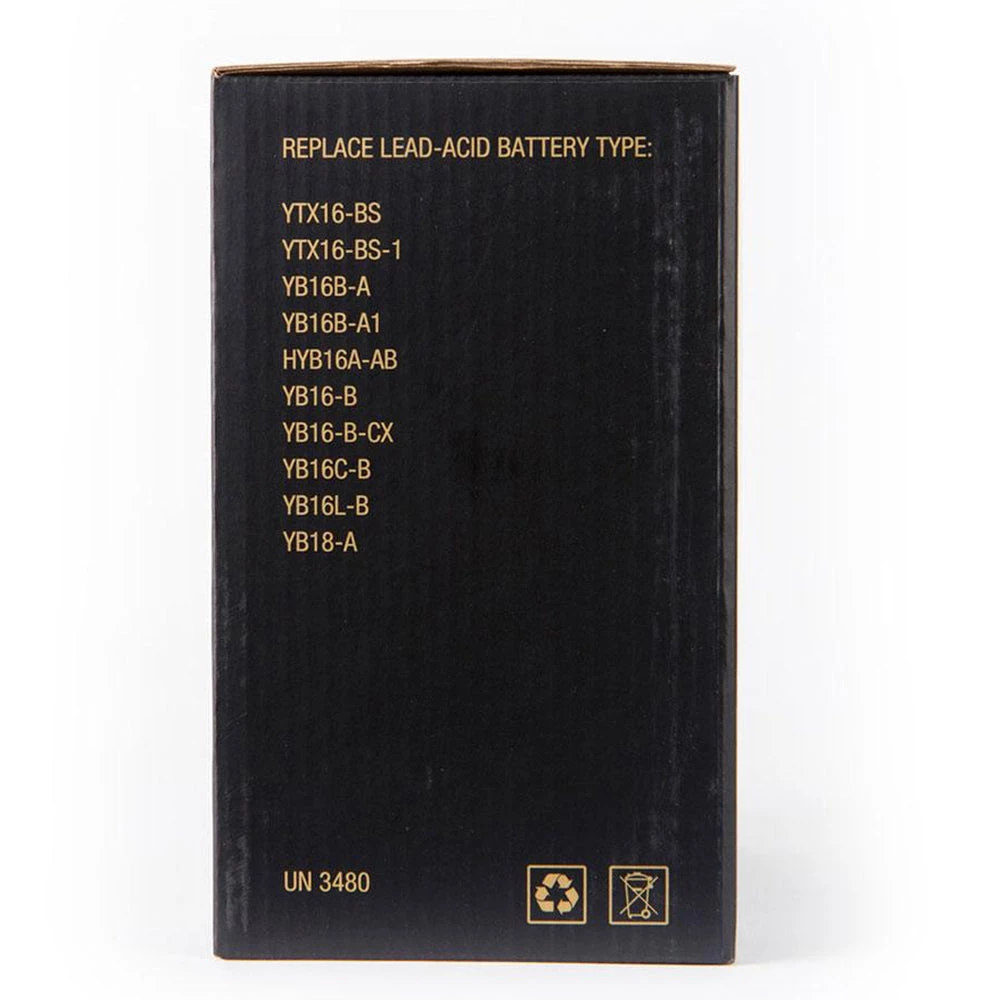 REPLACE LEAD-ACID BATTERY TYPE:
YTX16-BS
YTX16-BS-1
YB16B-A
YB16B-A1
HYB16A-AB
YB16-B
YB16-B-CX
YB16C-B
YB16L-B
YB18-A
UN 3480